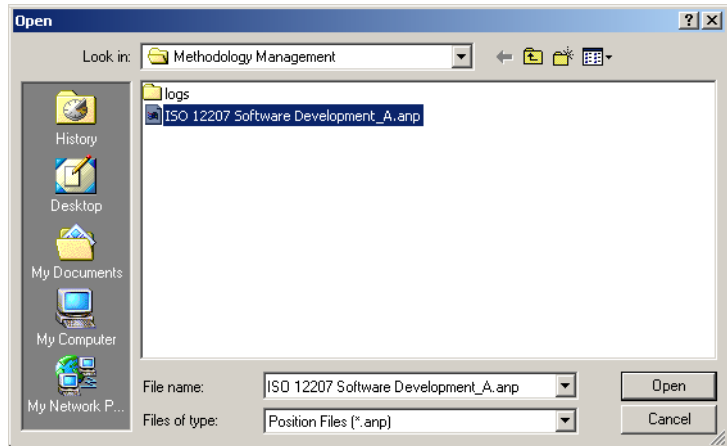 Open
Look in: Methodology Management
logs
ISO 12207 Software Development_A.anp
History
Desktop
My Documents
My Computer
My Network P...
File name: ISO 12207 Software Development_A.anp Open
Files of type: Position Files (*.anp) Cancel